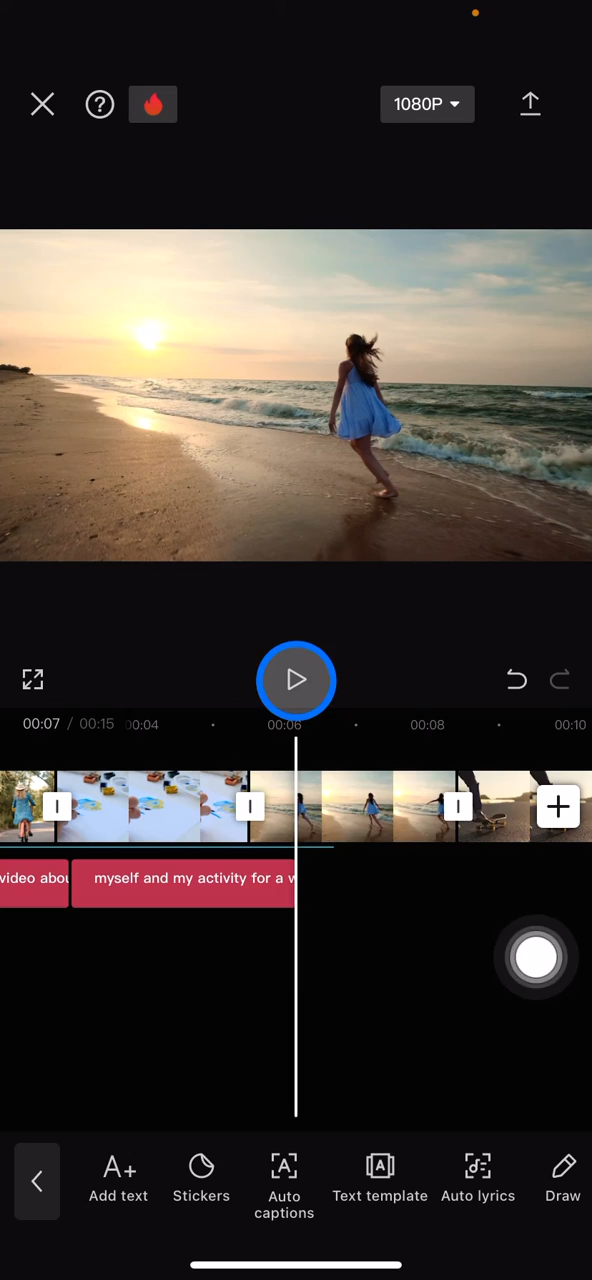 1080P
00:07 / 00:15 00:04 00:06 00:08 00:10
video abou
myself and my activity for a w
Add text
Stickers
Auto captions
Text template
Auto lyrics
Draw